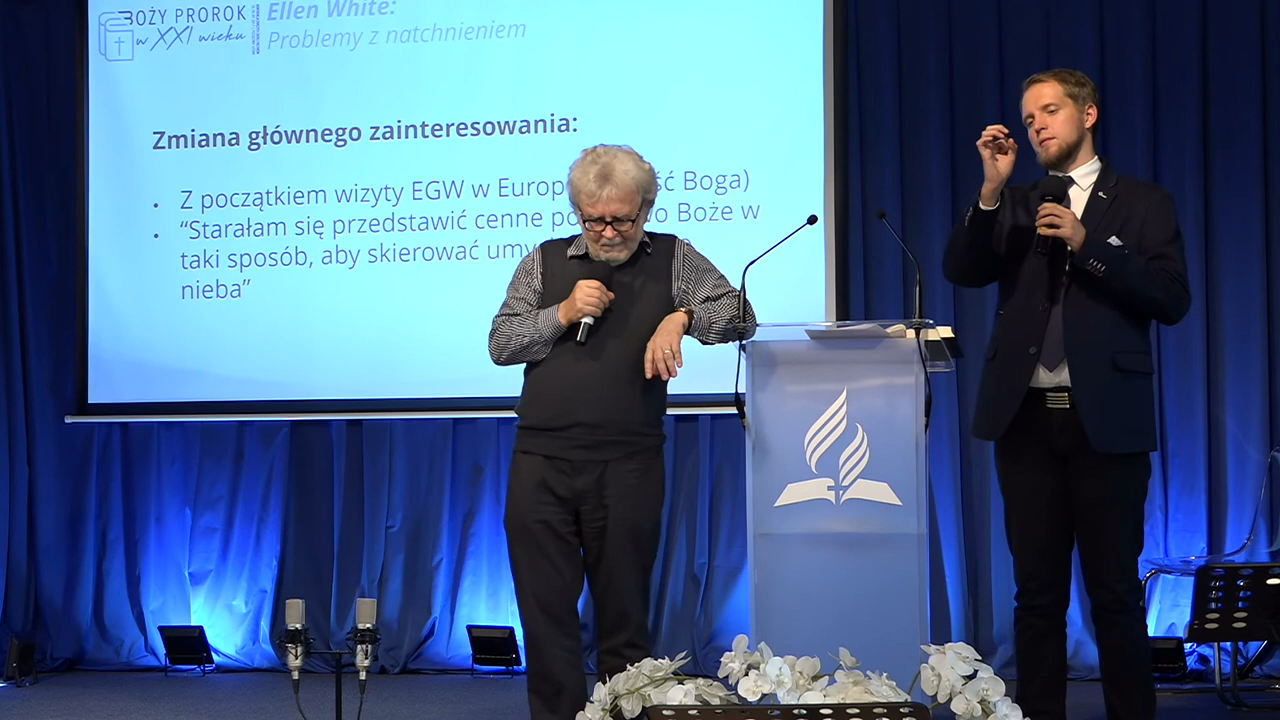 BOŻY PROROK
w XXI wieku
Ellen White:
Problemy z natchnieniem
Zmiana głównego zainteresowania:
Z początkiem wizyty EGW w Europ ść Boga)
“Starałam się przedstawić cenne po o Boże w
taki sposób, aby skierować umy
nieba”